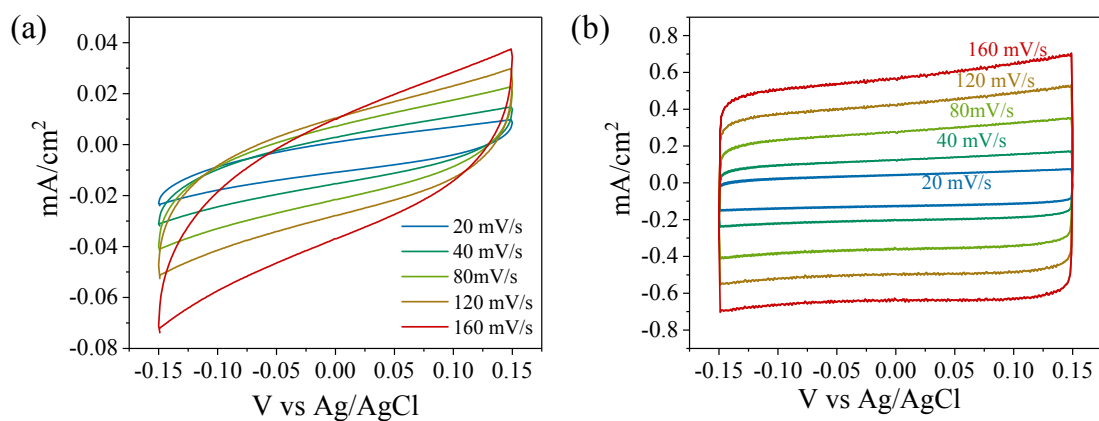 (a)
mA/cm²
0.04
0.02
0.00
-0.02
-0.04
-0.06
-0.08
20 mV/s
40 mV/s
80mV/s
120 mV/s
160 mV/s
-0.15 -0.10 -0.05 0.00 0.05 0.10 0.15
V vs Ag/AgCl
(b)
mA/cm²
0.8
0.6
0.4
0.2
0.0
-0.2
-0.4
-0.6
-0.8
160 mV/s
120 mV/s
80mV/s
40 mV/s
20 mV/s
-0.15 -0.10 -0.05 0.00 0.05 0.10 0.15
V vs Ag/AgCl